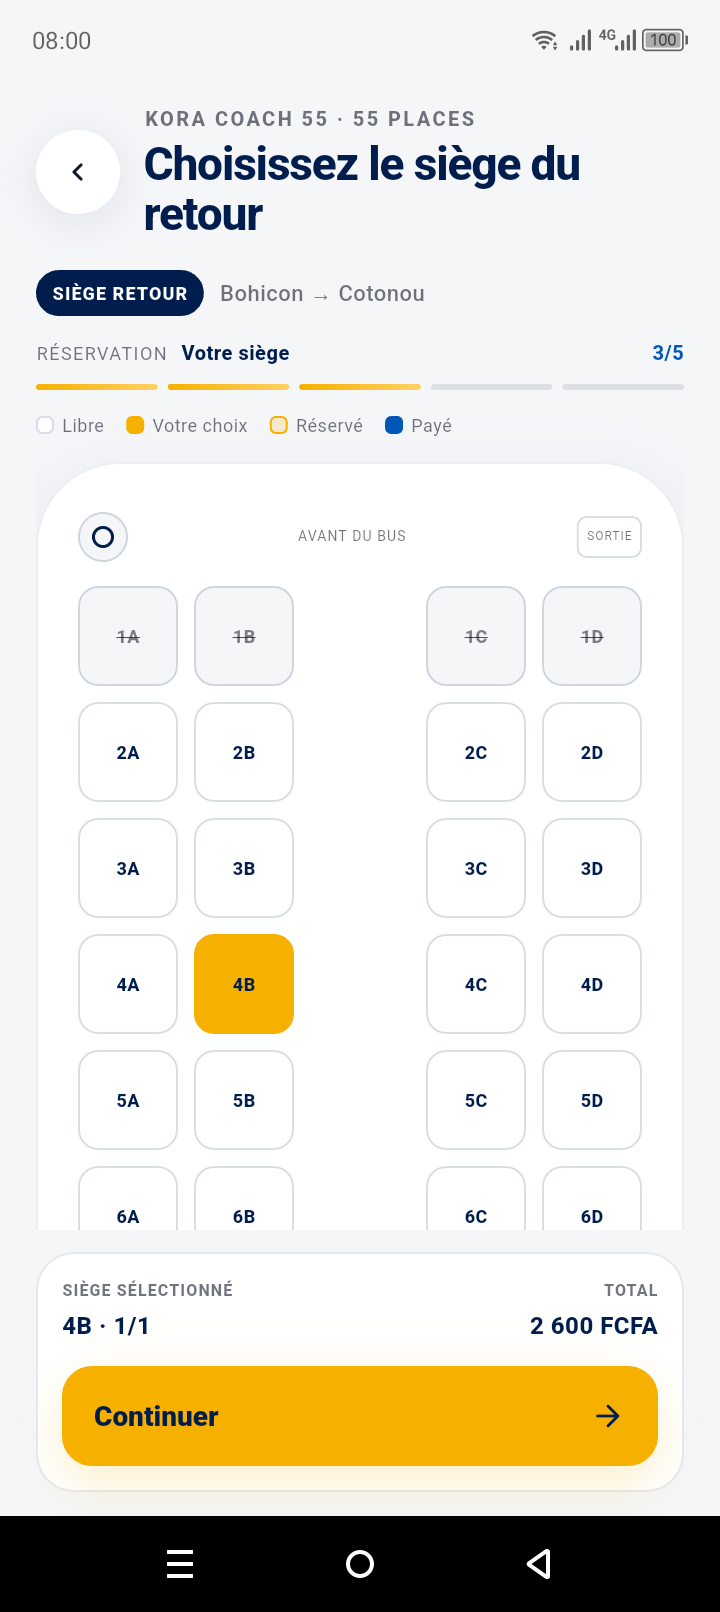 08:00
4G
100
KORA COACH 55 · 55 PLACES
Choisissez le siège du
retour
SIÈGE RETOUR Bohicon → Cotonou
RÉSERVATION Votre siège 3/5
Libre Votre choix Réservé Payé
AVANT DU BUS SORTIE
1A 1B 1C 1D
2A 2B 2C 2D
3A 3B 3C 3D
4A 4B 4C 4D
5A 5B 5C 5D
6A 6B 6C 6D
SIÈGE SÉLECTIONNÉ TOTAL
4B · 1/1 2 600 FCFA
Continuer →